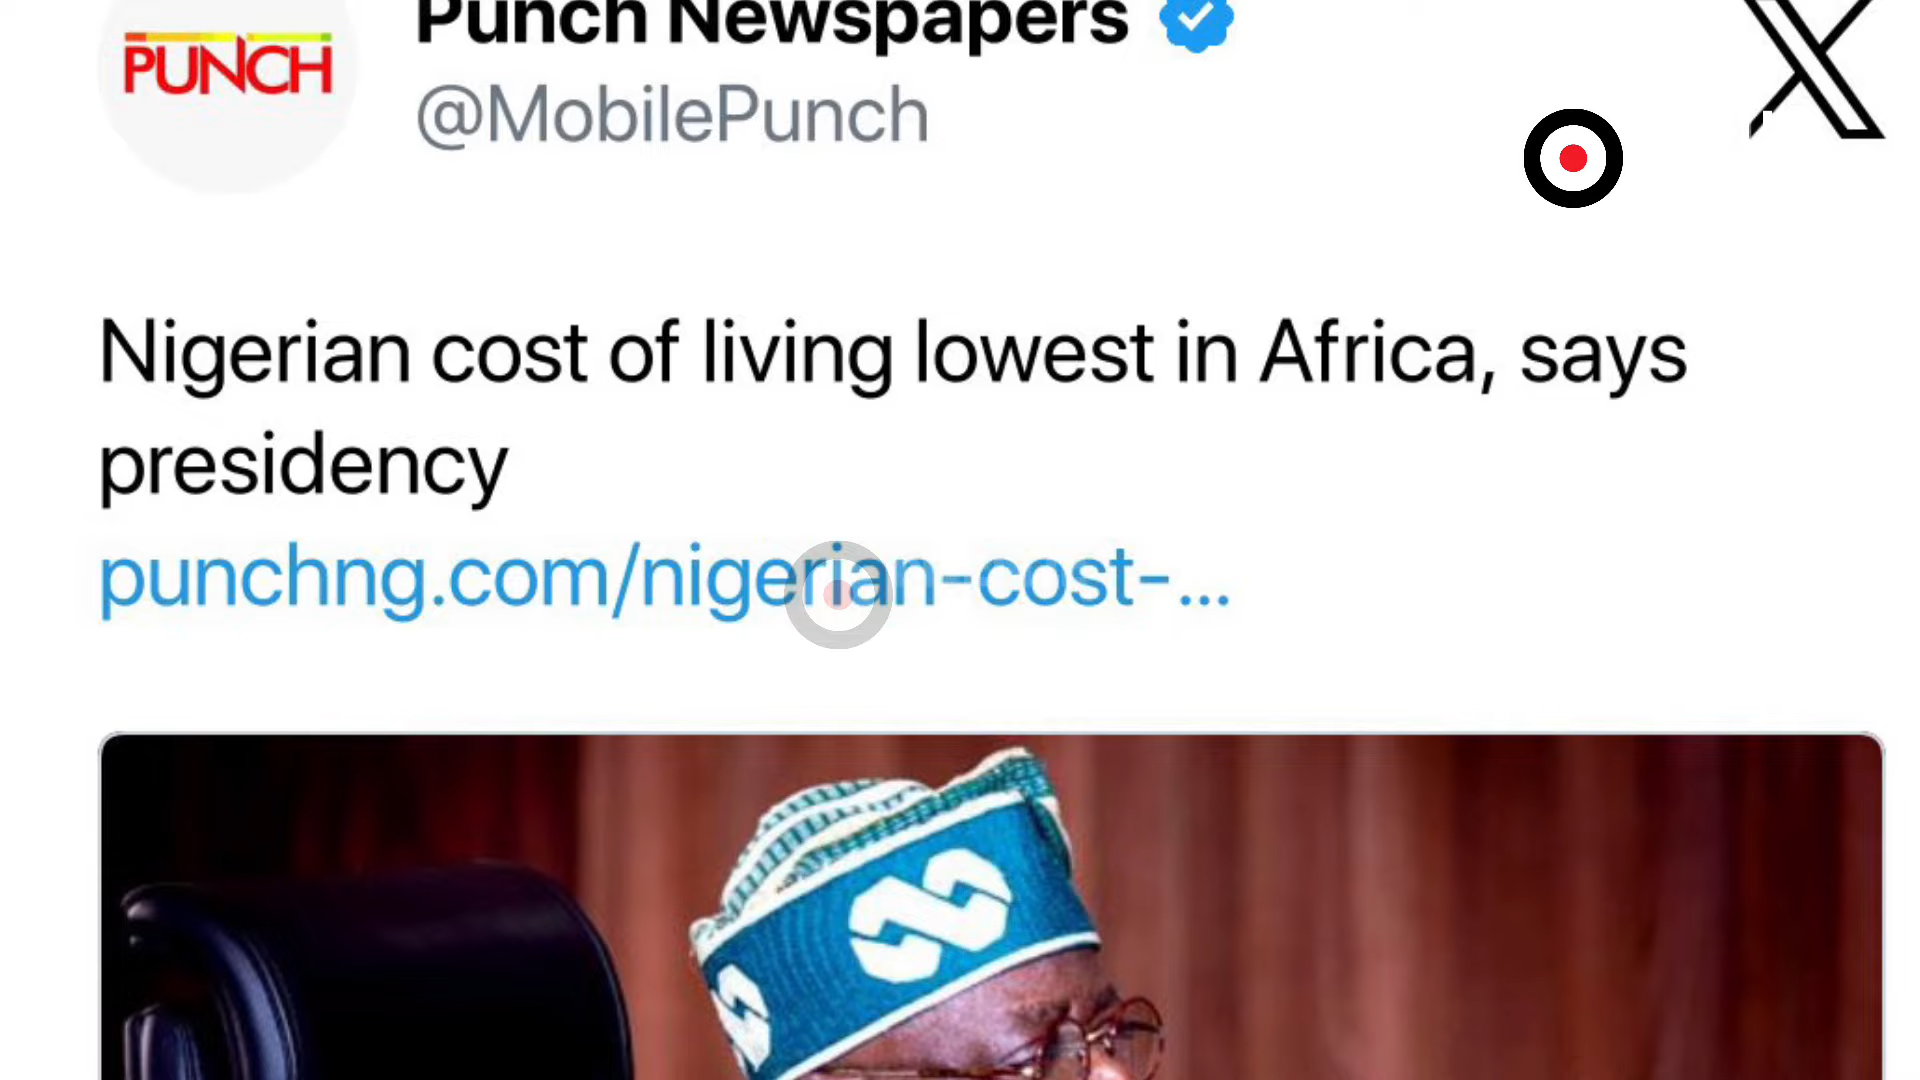 Punch Newspapers
PUNCH
@MobilePunch
Nigerian cost of living lowest in Africa, says
presidency
punchng.com/nigerian-cost-...